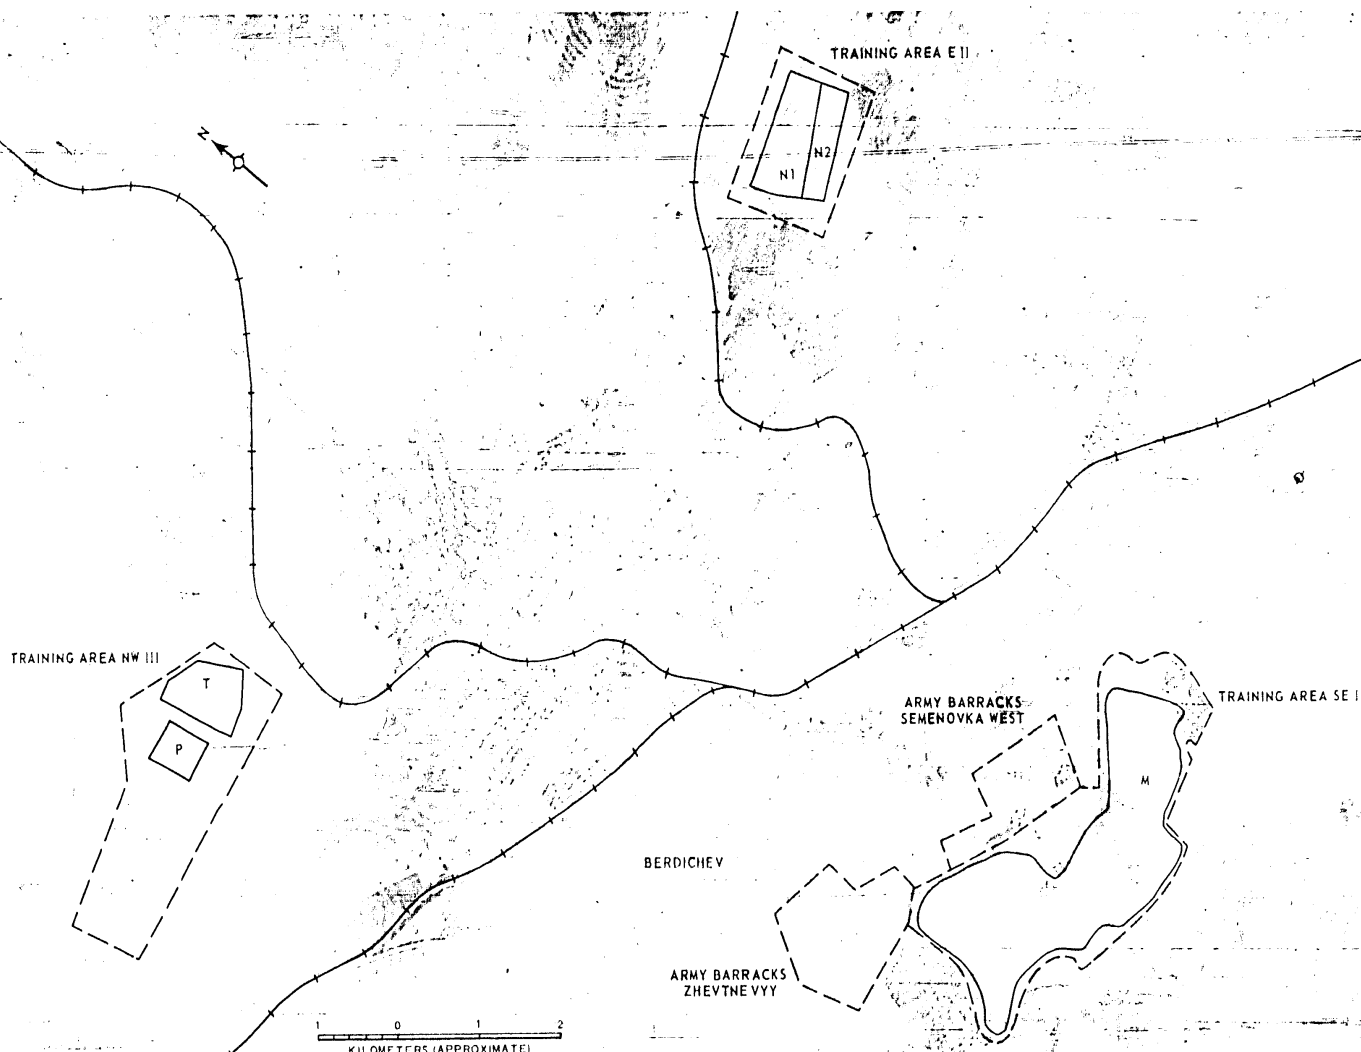 TRAINING AREA E II
N
N2
N1
TRAINING AREA NW III
T
P
ARMY BARRACKS
SEMENOVKA WEST
TRAINING AREA SE I
M
BERDICHEV
ARMY BARRACKS
ZHEVTNEVYY
1 0 1 2
KILOMETERS (APPROXIMATE)